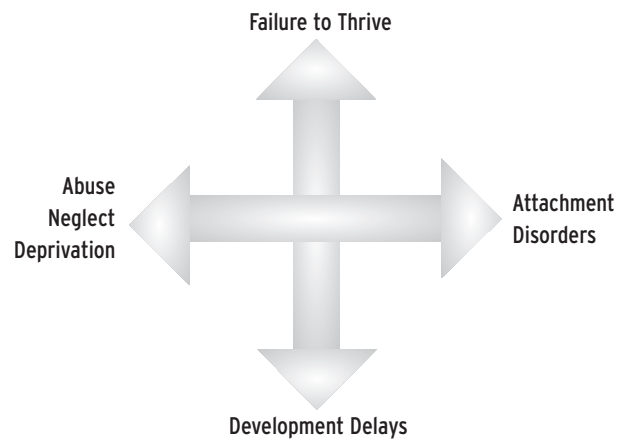 Failure to Thrive
Abuse
Neglect
Deprivation
Attachment
Disorders
Development Delays